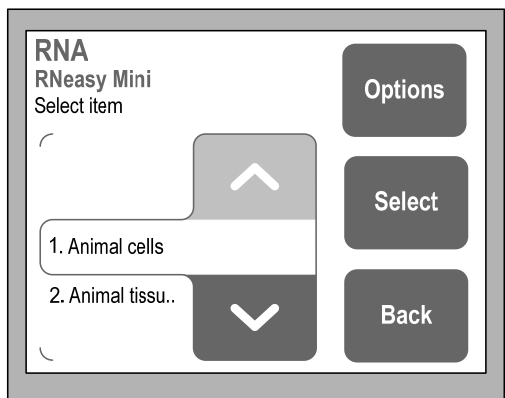 RNA
RNeasy Mini
Select item
Options
Select
1. Animal cells
2. Animal tissu..
Back